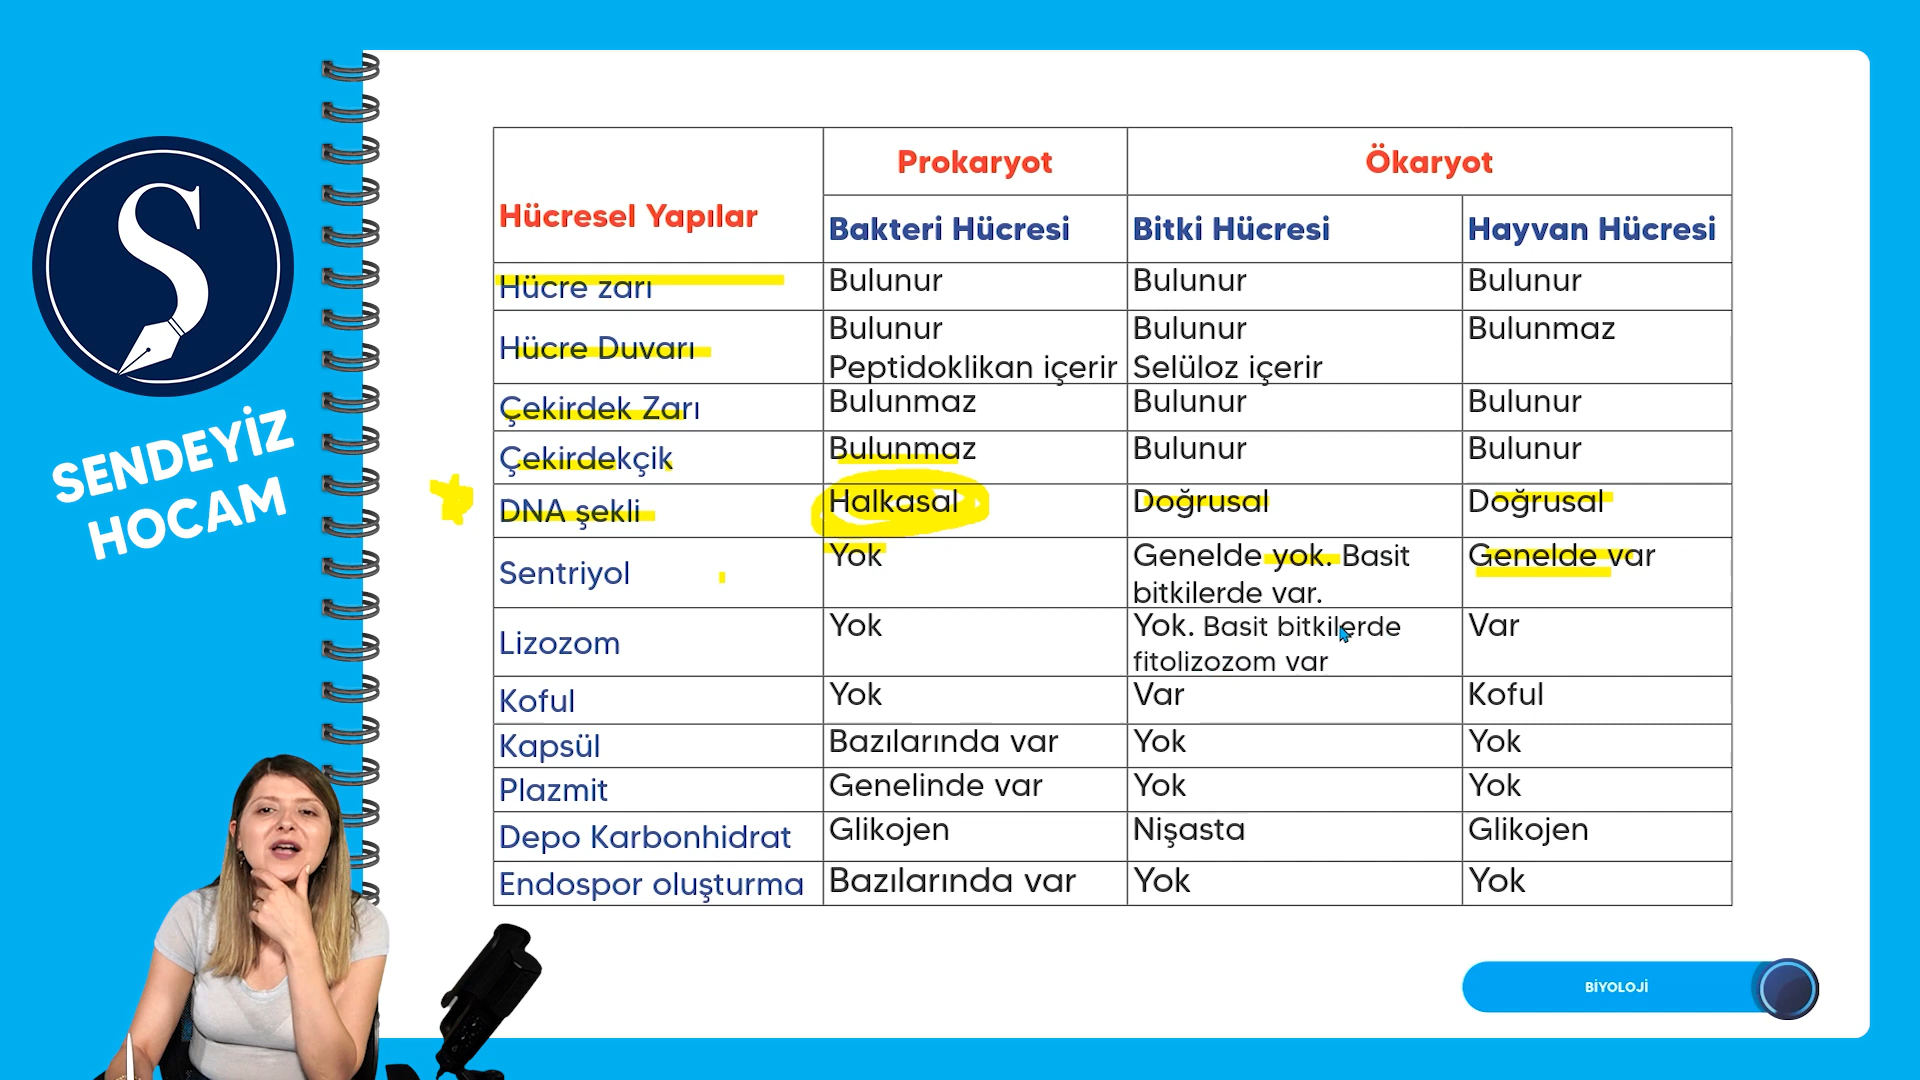 SENDEYİZ
HOCAM
Hücresel Yapılar
Prokaryot
Ökaryot
Bakteri Hücresi
Bitki Hücresi
Hayvan Hücresi
Hücre zarı
Bulunur
Bulunur
Bulunur
Hücre Duvarı
Bulunur
Peptidoklikan içerir
Bulunur
Selüloz içerir
Bulunmaz
Çekirdek Zarı
Bulunmaz
Bulunur
Bulunur
Çekirdekçik
Bulunmaz
Bulunur
Bulunur
DNA şekli
Halkasal
Doğrusal
Doğrusal
Sentriyol
Yok
Genelde yok. Basit
bitkilerde var.
Genelde var
Lizozom
Yok
Yok. Basit bitkilerde
fitolizozom var
Var
Koful
Yok
Var
Koful
Kapsül
Bazılarında var
Yok
Yok
Plazmit
Genelinde var
Yok
Yok
Depo Karbonhidrat
Glikojen
Nişasta
Glikojen
Endospor oluşturma
Bazılarında var
Yok
Yok
BİYOLOJİ